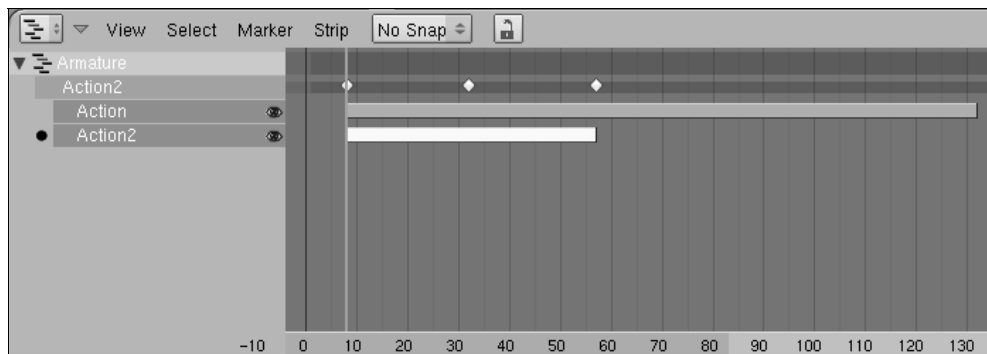 View Select Marker Strip No Snap
Armature
Action2
Action
Action2
-10 0 10 20 30 40 50 60 70 80 90 100 110 120 130